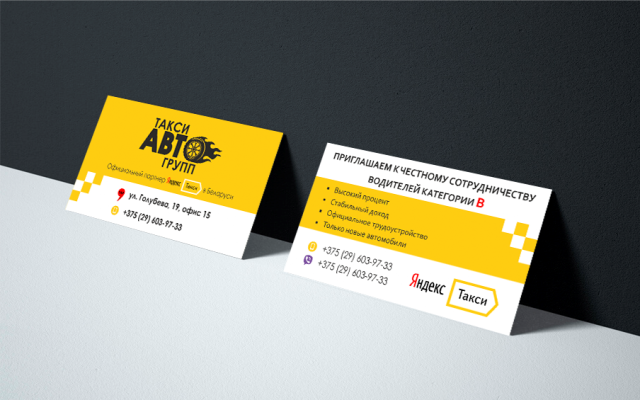 ТАКСИ
АВТО
ГРУПП
Официальный партнер Яндекс Такси в Беларуси
ул. Голубева, 19, офис 15
+375 (29) 603-97-33
ПРИГЛАШАЕМ К ЧЕСТНОМУ СОТРУДНИЧЕСТВУ
ВОДИТЕЛЕЙ КАТЕГОРИИ В
• Высокий процент
• Стабильный доход
• Официальное трудоустройство
• Только новые автомобили
+375 (29) 603-97-33
+375 (29) 603-97-33
Яндекс Такси